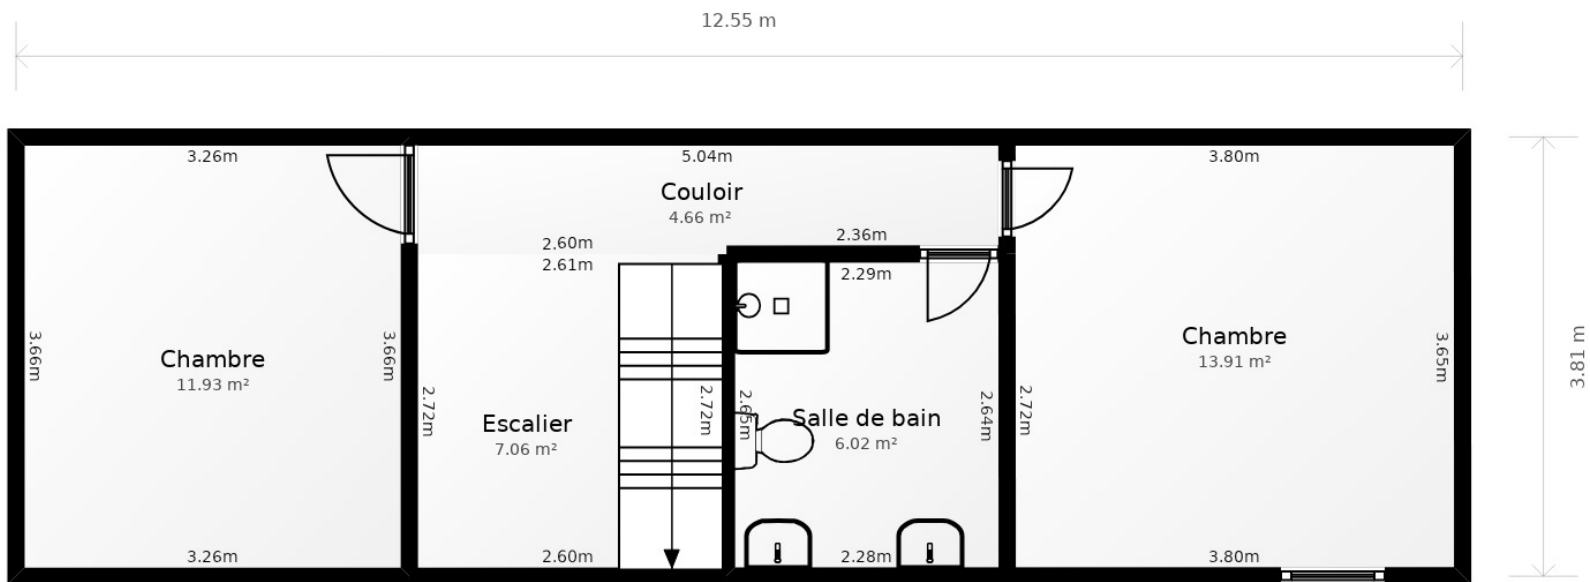 12.55 m
3.26m
5.04m
3.80m
Couloir
4.66 m²
2.60m
2.61m
2.36m
2.29m
3.66m
3.66m
Chambre
11.93 m²
2.72m
Escalier
7.06 m²
2.72m
2.65m
Salle de bain
6.02 m²
2.64m
2.72m
Chambre
13.91 m²
3.65m
3.81 m
3.26m
2.60m
2.28m
3.80m